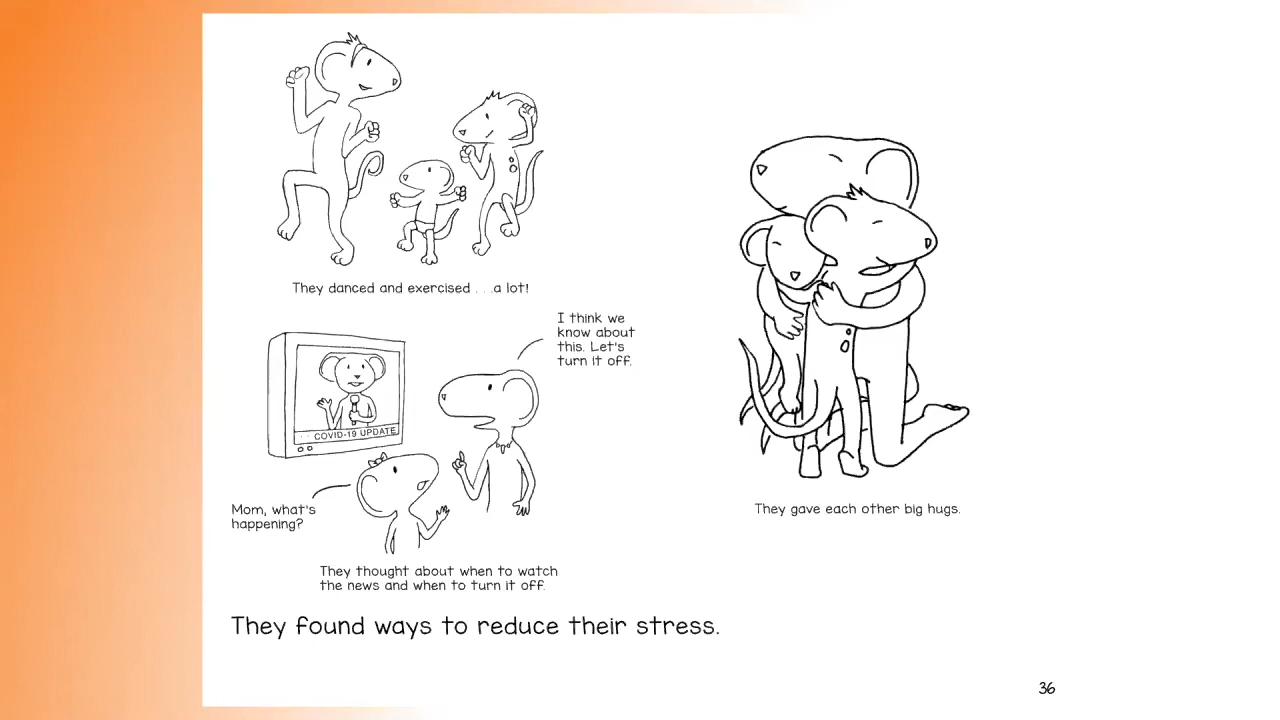 They danced and exercised . . .a lot!
I think we
know about
this. Let's
turn it off.
COVID-19 UPDATE
Mom, what's
happening?
They thought about when to watch
the news and when to turn it off.
They gave each other big hugs.
They found ways to reduce their stress.
36